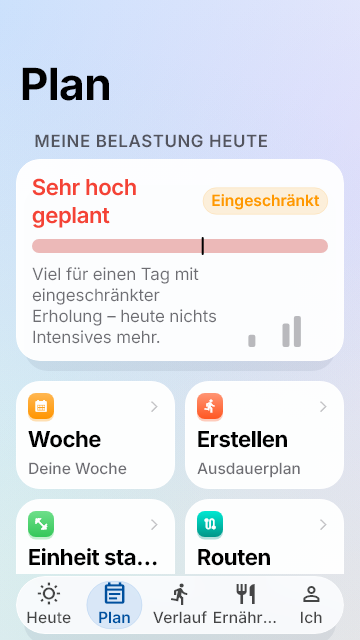 Plan
MEINE BELASTUNG HEUTE
Sehr hoch
geplant
Eingeschränkt
Viel für einen Tag mit
eingeschränkter
Erholung – heute nichts
Intensives mehr.
Woche
Deine Woche
Erstellen
Ausdauerplan
Einheit sta...
Routen
Heute
Plan
Verlauf
Ernähr...
Ich